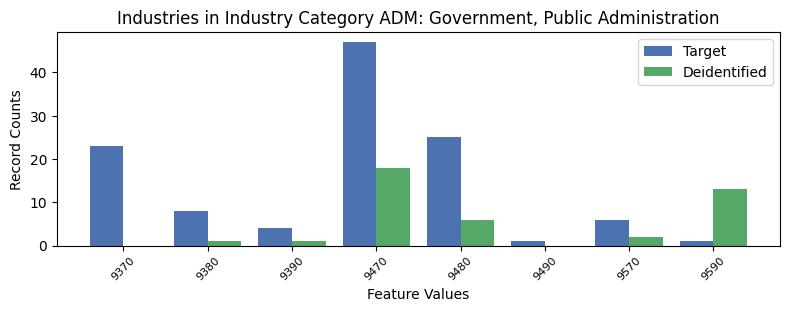 Industries in Industry Category ADM: Government, Public Administration
Target
Deidentified
Record Counts
40
30
20
10
0
9370 9380 9390 9470 9480 9490 9570 9590
Feature Values